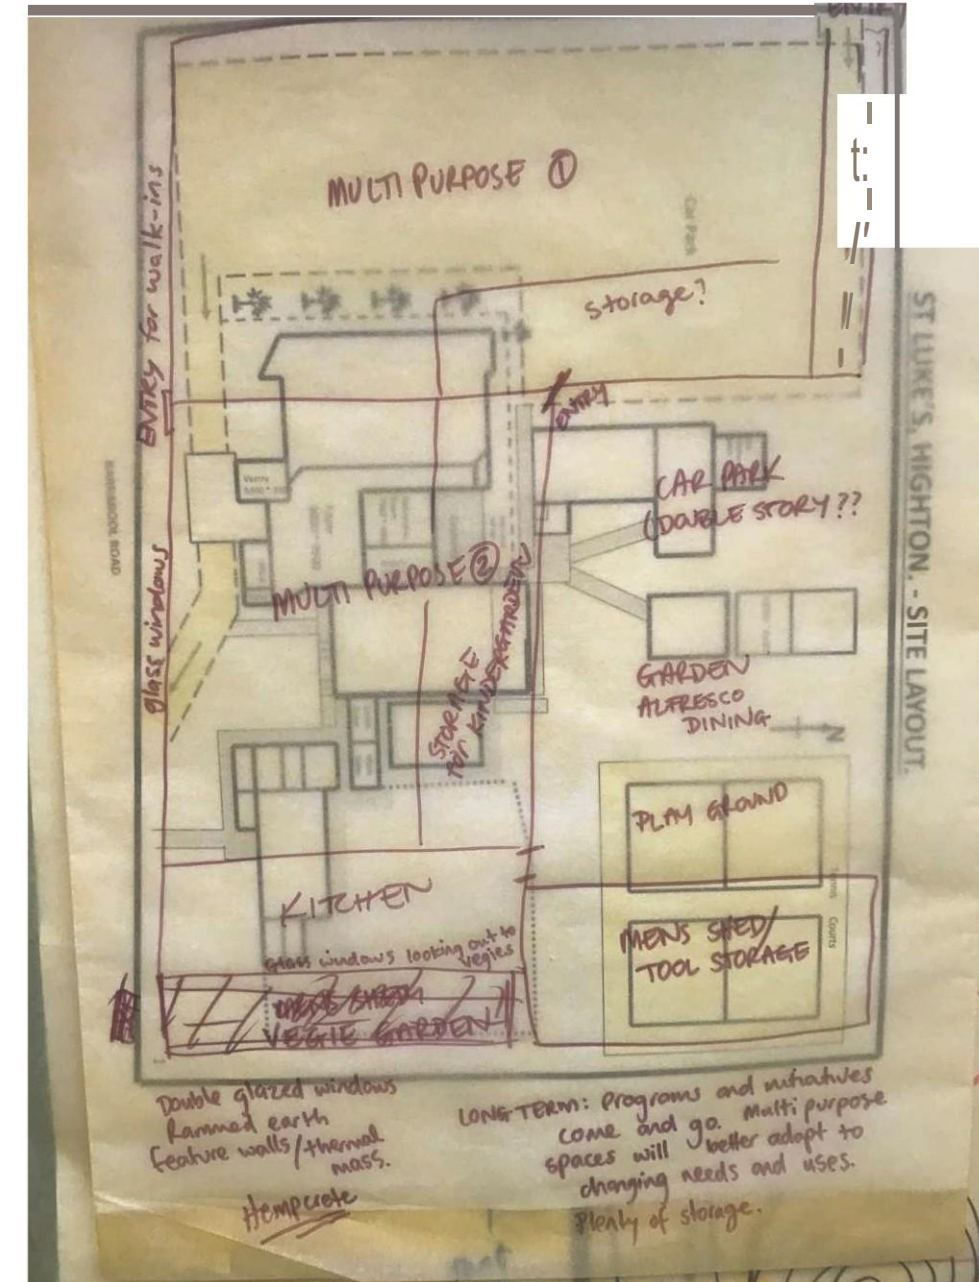 ENTRY
MULTI PURPOSE ①
Car Park
storage?
ENTRY for walk-ins
ENTRY
CAR PARK
(DOUBLE STORY??
glass windows
MULTI PURPOSE ②
STORAGE
for KINDERGARDEN
GARDEN
ALFRESCO
DINING
N
ST LUKE'S, HIGHTON. - SITE LAYOUT.
PLAY GROUND
KITCHEN
Glass windows looking out to
vegies
MENS SHED/
TOOL STORAGE
Courts
MENS SHED
VEGIE GARDEN
Double glazed windows
Rammed earth
feature walls/thermal
mass.
Hempcrete
LONG TERM: Programs and initiatives
come and go. Multi purpose
spaces will better adapt to
changing needs and uses.
Plenty of storage.